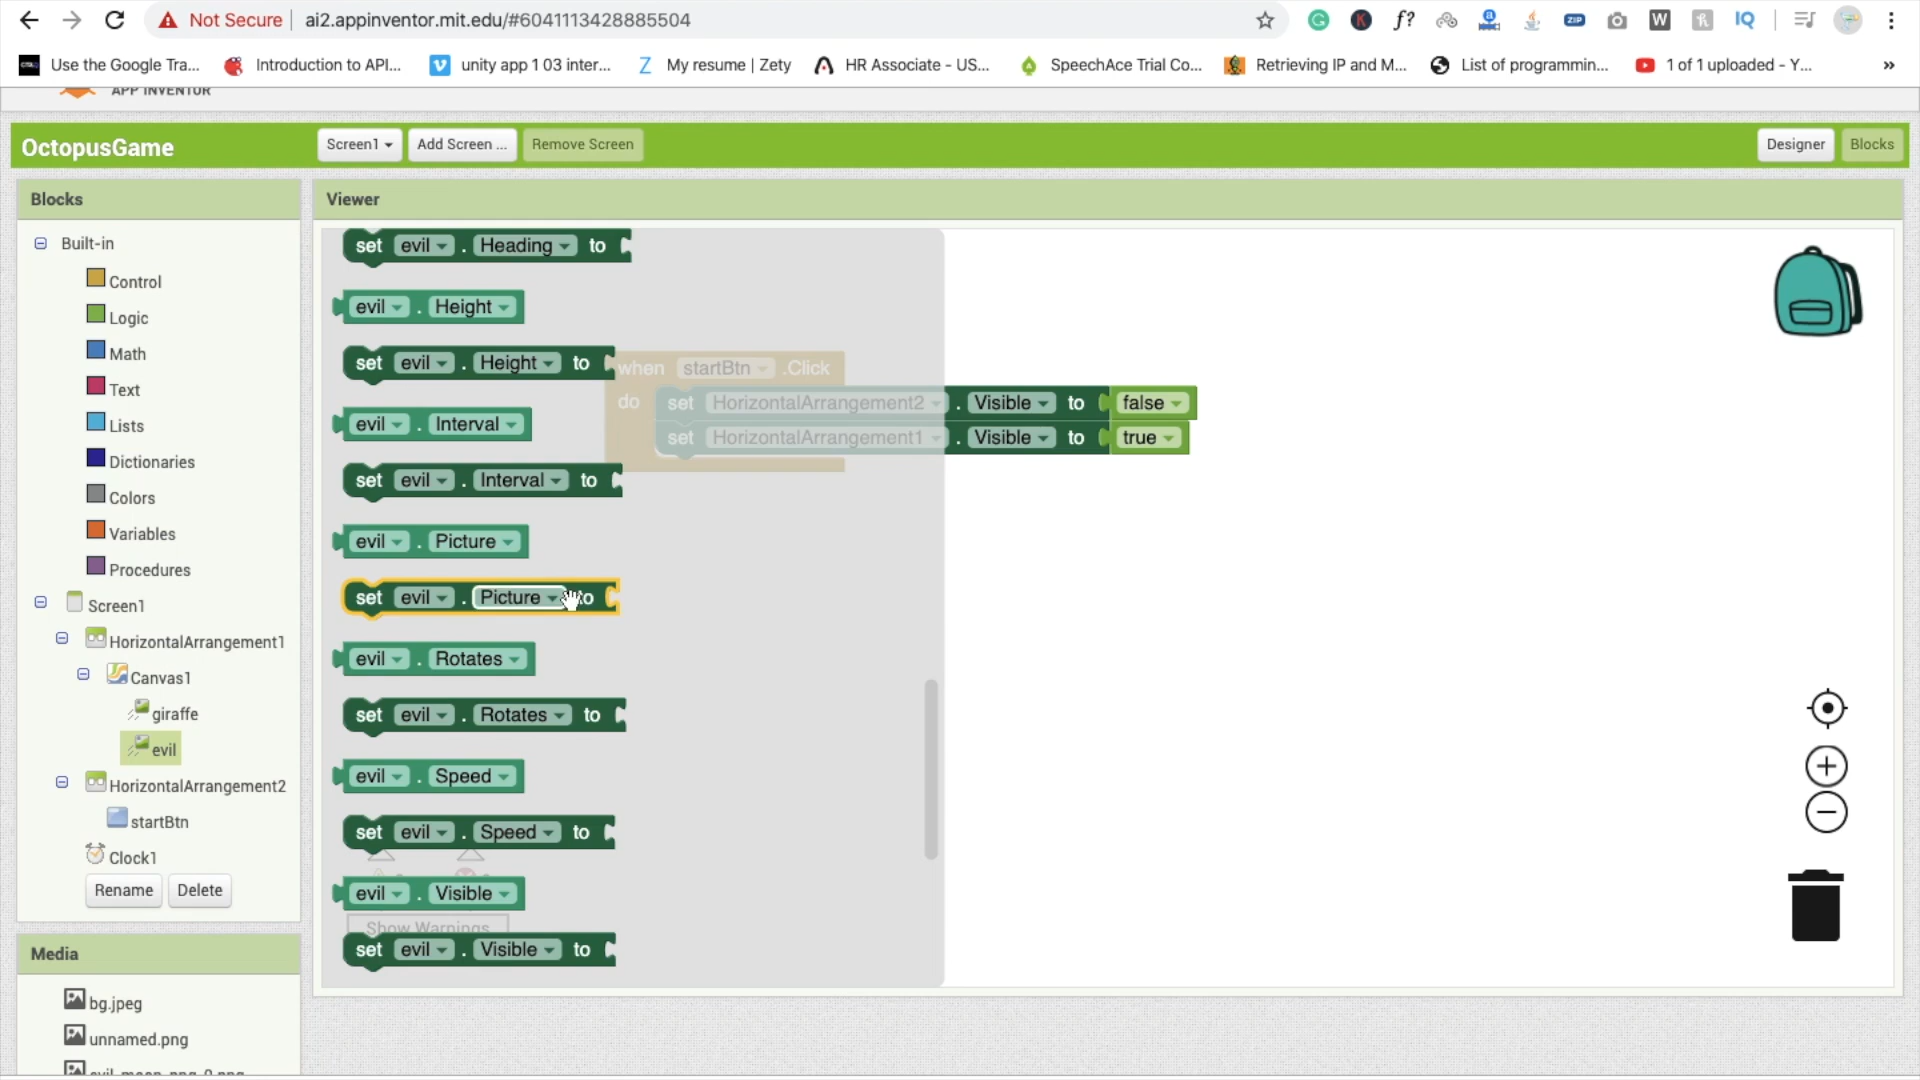 Not Secure | ai2.appinventor.mit.edu/#6041113428885504
Use the Google Tra... Introduction to API... unity app 1 03 inter... My resume | Zety HR Associate - US... SpeechAce Trial Co... Retrieving IP and M... List of programmin... 1 of 1 uploaded - Y... »
APP INVENTOR
OctopusGame Screen1 Add Screen ... Remove Screen Designer Blocks
Blocks
Viewer
Built-in
Control
Logic
Math
Text
Lists
Dictionaries
Colors
Variables
Procedures
Screen1
HorizontalArrangement1
Canvas1
giraffe
evil
HorizontalArrangement2
startBtn
Clock1
Rename Delete
Media
bg.jpeg
unnamed.png
set evil . Heading to
evil . Height
set evil . Height to
evil . Interval
set evil . Interval to
evil . Picture
set evil . Picture to
evil . Rotates
set evil . Rotates to
evil . Speed
set evil . Speed to
evil . Visible
Show Warnings
set evil . Visible to
when startBtn .Click
do set HorizontalArrangement2 . Visible to false
set HorizontalArrangement1 . Visible to true